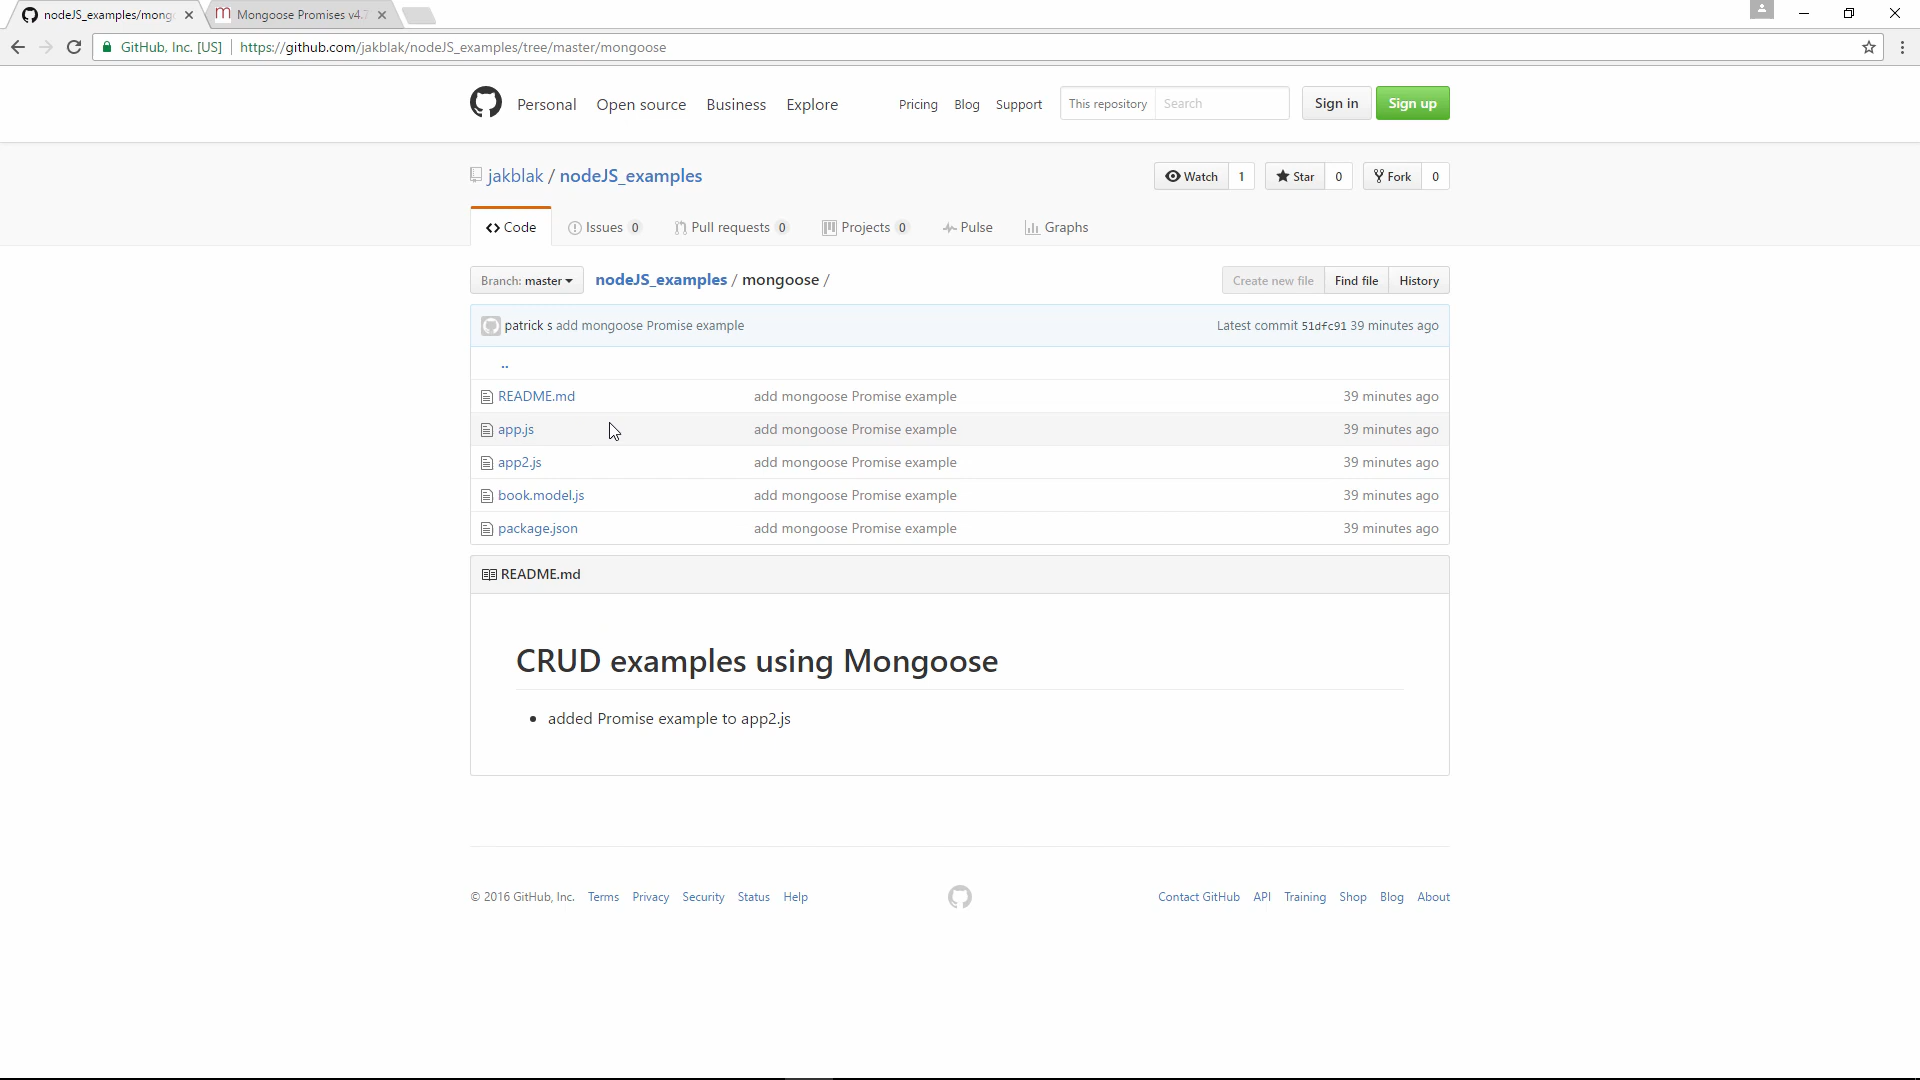 nodeJS_examples/mong
Mongoose Promises v4.7
GitHub, Inc. [US]
https://github.com/jakblak/nodeJS_examples/tree/master/mongoose
Personal Open source Business Explore Pricing Blog Support This repository Search Sign in Sign up
jakblak / nodeJS_examples Watch 1 Star 0 Fork 0
Code Issues 0 Pull requests 0 Projects 0 Pulse Graphs
Branch: master nodeJS_examples / mongoose / Create new file Find file History
patrick s add mongoose Promise example Latest commit 51dfc91 39 minutes ago
..
README.md add mongoose Promise example 39 minutes ago
app.js add mongoose Promise example 39 minutes ago
app2.js add mongoose Promise example 39 minutes ago
book.model.js add mongoose Promise example 39 minutes ago
package.json add mongoose Promise example 39 minutes ago
README.md
CRUD examples using Mongoose
• added Promise example to app2.js
© 2016 GitHub, Inc. Terms Privacy Security Status Help Contact GitHub API Training Shop Blog About